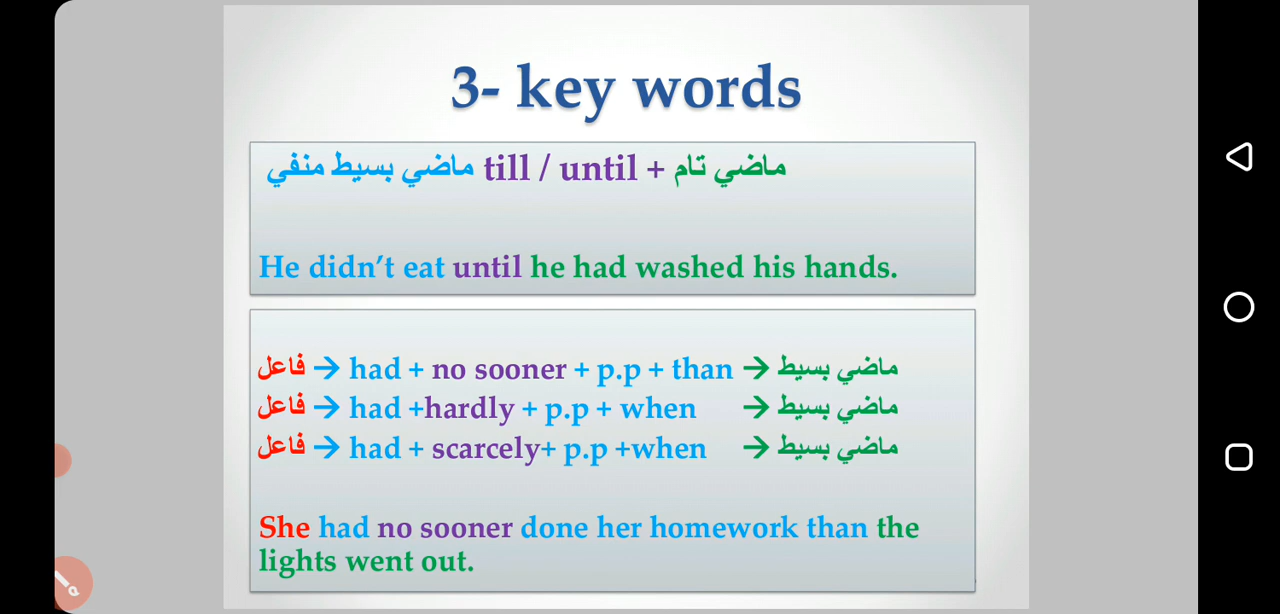 3- key words
ماضي بسيط منفي till / until + ماضي تام
He didn’t eat until he had washed his hands.
فاعل → had + no sooner + p.p + than → ماضي بسيط
فاعل → had +hardly + p.p + when → ماضي بسيط
فاعل → had + scarcely+ p.p +when → ماضي بسيط
She had no sooner done her homework than the
lights went out.